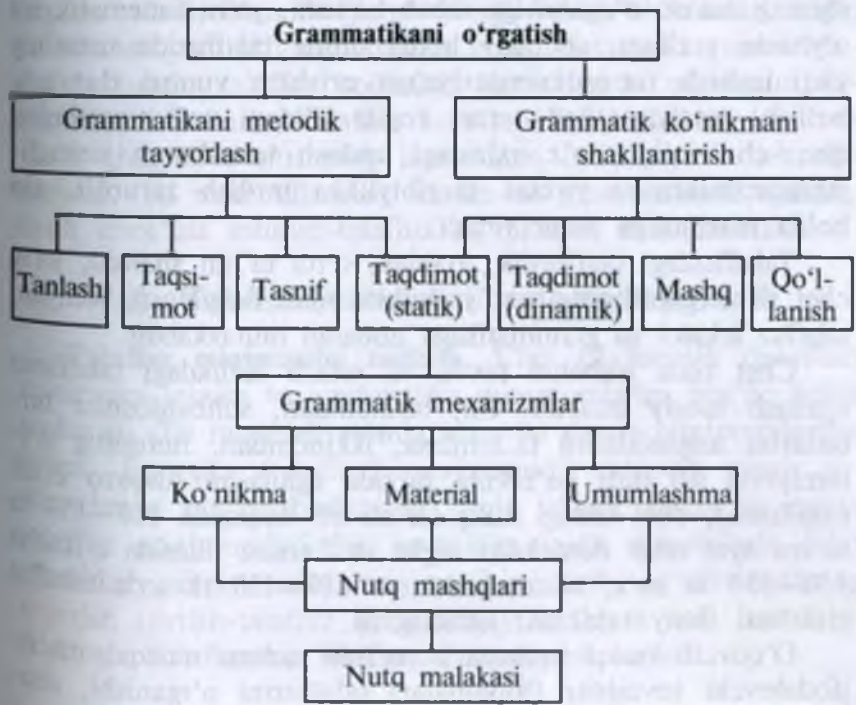 Grammatikani o‘rgatish
Grammatikani metodik
tayyorlash
Grammatik ko‘nikmani
shakllantirish
Tanlash
Taqsi-
mot
Tasnif
Taqdimot
(statik)
Taqdimot
(dinamik)
Mashq
Qo‘l-
lanish
Grammatik mexanizmlar
Ko‘nikma
Material
Umumlashma
Nutq mashqlari
Nutq malakasi